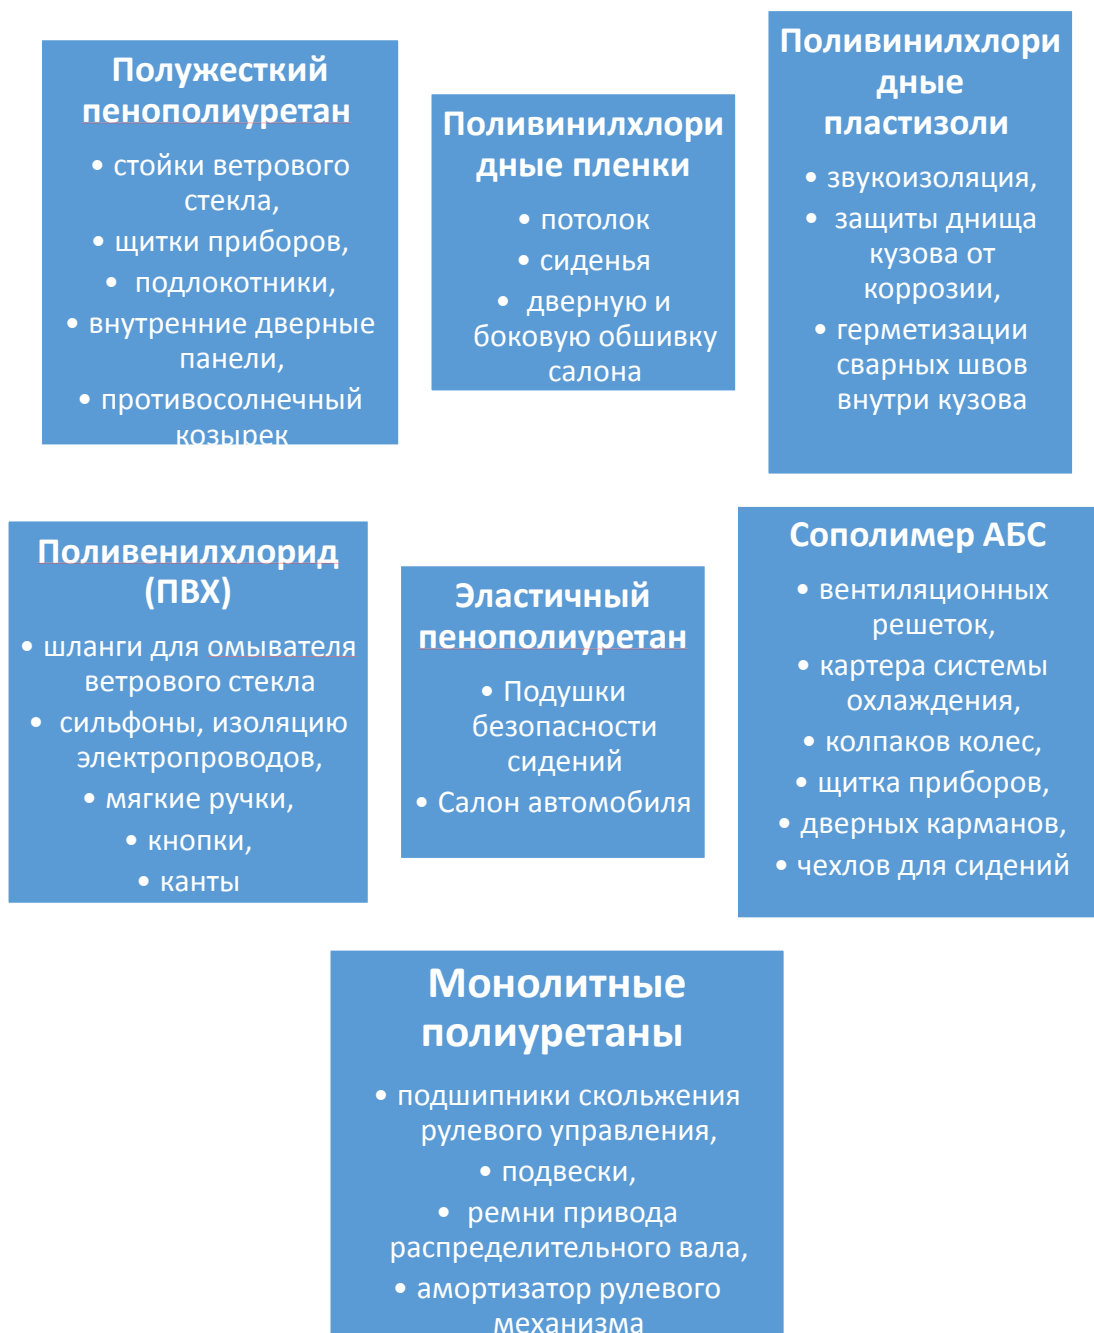 Полужесткий
пенополиуретан
• стойки ветрового
стекла,
• щитки приборов,
• подлокотники,
• внутренние дверные
панели,
• противосолнечный
козырек
Поливинилхлори
дные пленки
• потолок
• сиденья
• дверную и
боковую обшивку
салона
Поливинилхлори
дные
пластизоли
• звукоизоляция,
• защиты днища
кузова от
коррозии,
• герметизации
сварных швов
внутри кузова
Поливенилхлорид
(ПВХ)
• шланги для омывателя
ветрового стекла
• сильфоны, изоляцию
электропроводов,
• мягкие ручки,
• кнопки,
• канты
Эластичный
пенополиуретан
• Подушки
безопасности
сидений
• Салон автомобиля
Сополимер АБС
• вентиляционных
решеток,
• картера системы
охлаждения,
• колпаков колес,
• щитка приборов,
• дверных карманов,
• чехлов для сидений
Монолитные
полиуретаны
• подшипники скольжения
рулевого управления,
• подвески,
• ремни привода
распределительного вала,
• амортизатор рулевого
механизма